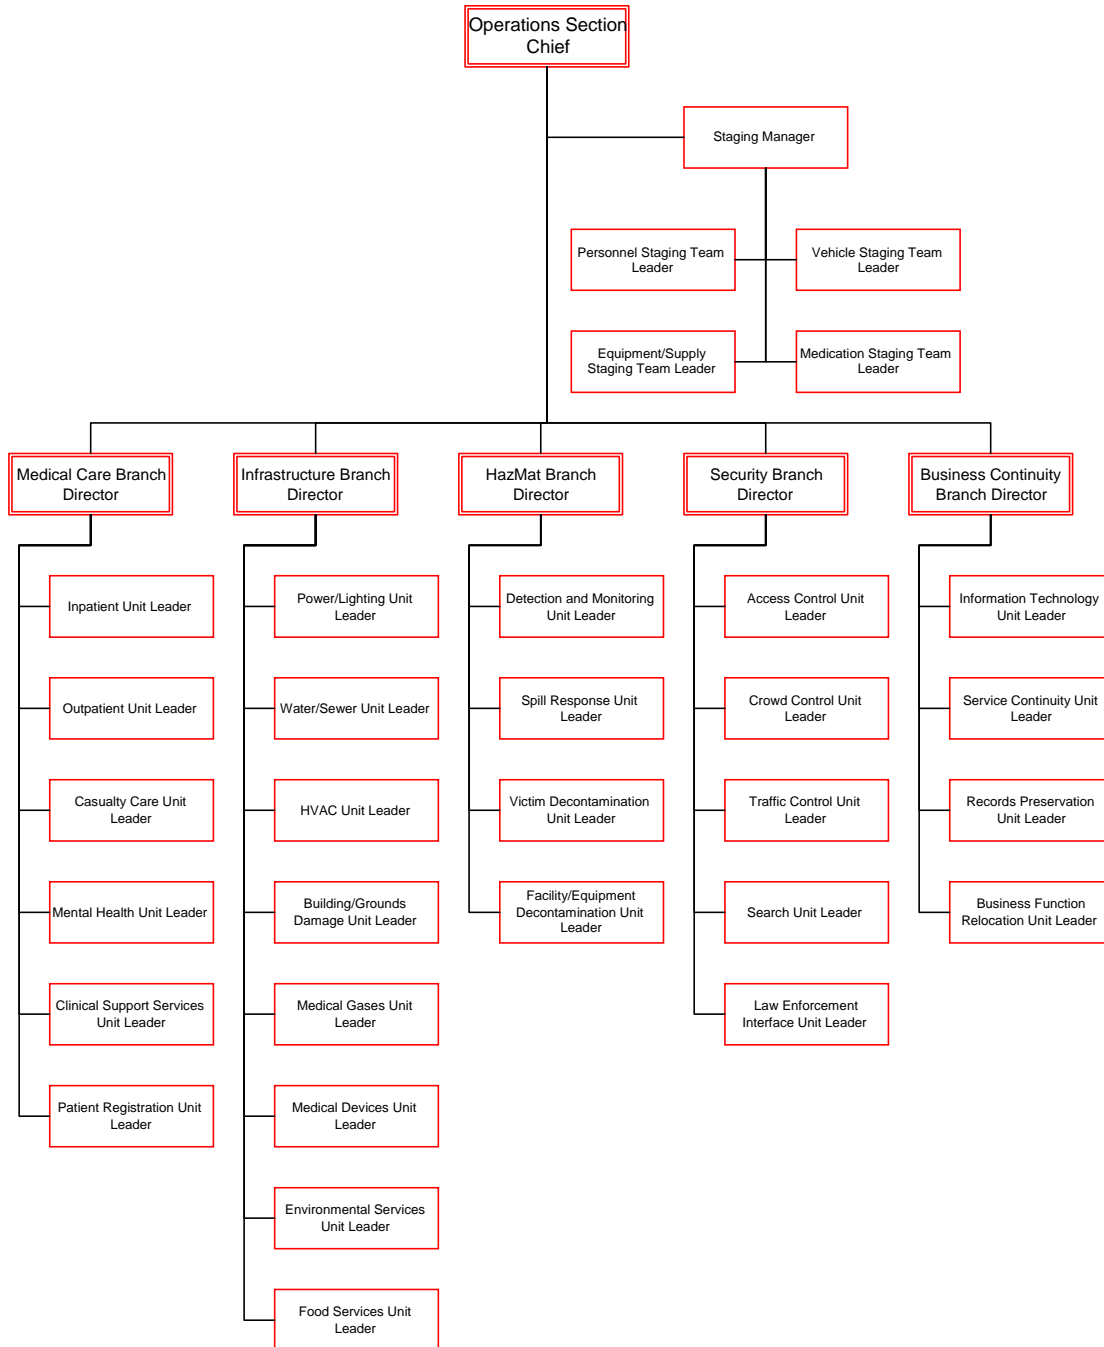 Operations Section
Chief
Staging Manager
Personnel Staging Team
Leader
Vehicle Staging Team
Leader
Equipment/Supply
Staging Team Leader
Medication Staging Team
Leader
Medical Care Branch
Director
Infrastructure Branch
Director
HazMat Branch
Director
Security Branch
Director
Business Continuity
Branch Director
Inpatient Unit Leader
Outpatient Unit Leader
Casualty Care Unit
Leader
Mental Health Unit Leader
Clinical Support Services
Unit Leader
Patient Registration Unit
Leader
Power/Lighting Unit
Leader
Water/Sewer Unit Leader
HVAC Unit Leader
Building/Grounds
Damage Unit Leader
Medical Gases Unit
Leader
Medical Devices Unit
Leader
Environmental Services
Unit Leader
Food Services Unit
Leader
Detection and Monitoring
Unit Leader
Spill Response Unit
Leader
Victim Decontamination
Unit Leader
Facility/Equipment
Decontamination Unit
Leader
Access Control Unit
Leader
Crowd Control Unit
Leader
Traffic Control Unit
Leader
Search Unit Leader
Law Enforcement
Interface Unit Leader
Information Technology
Unit Leader
Service Continuity Unit
Leader
Records Preservation
Unit Leader
Business Function
Relocation Unit Leader